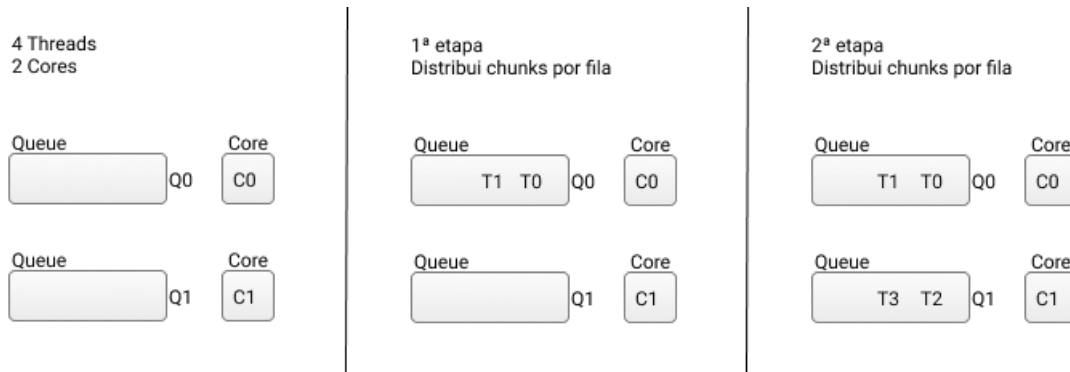 4 Threads
2 Cores
Queue Core
Q0 C0
Queue Core
Q1 C1
1ª etapa
Distribui chunks por fila
Queue Core
T1 T0 Q0 C0
Queue Core
Q1 C1
2ª etapa
Distribui chunks por fila
Queue Core
T1 T0 Q0 C0
Queue Core
T3 T2 Q1 C1